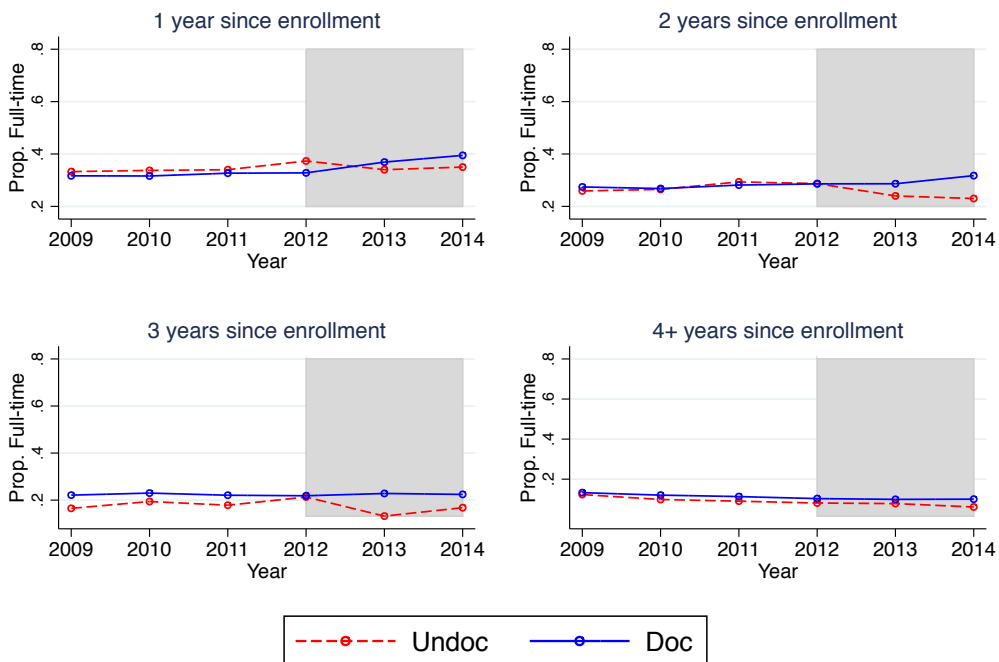 1 year since enrollment
Prop. Full-time
.8
.6
.4
.2
2009 2010 2011 2012 2013 2014
Year
2 years since enrollment
Prop. Full-time
.8
.6
.4
.2
2009 2010 2011 2012 2013 2014
Year
3 years since enrollment
Prop. Full-time
.8
.6
.4
.2
2009 2010 2011 2012 2013 2014
Year
4+ years since enrollment
Prop. Full-time
.8
.6
.4
.2
2009 2010 2011 2012 2013 2014
Year
Undoc Doc